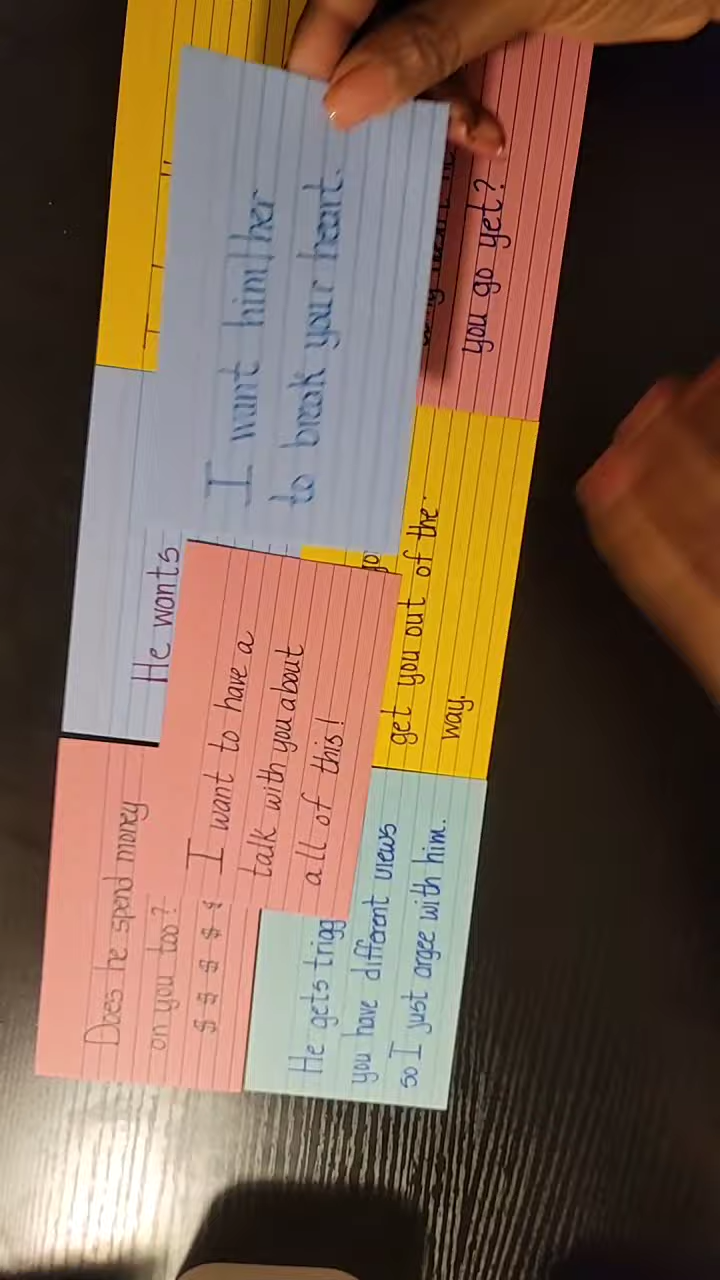 I want him/her
to break your heart.
you go yet?
He wants
get you out of the
way.
I want to have a
talk with you about
all of this!
Does he spend money
on you too?
$ $ $ $ $
He gets trigg
you have different views
so I just argee with him.